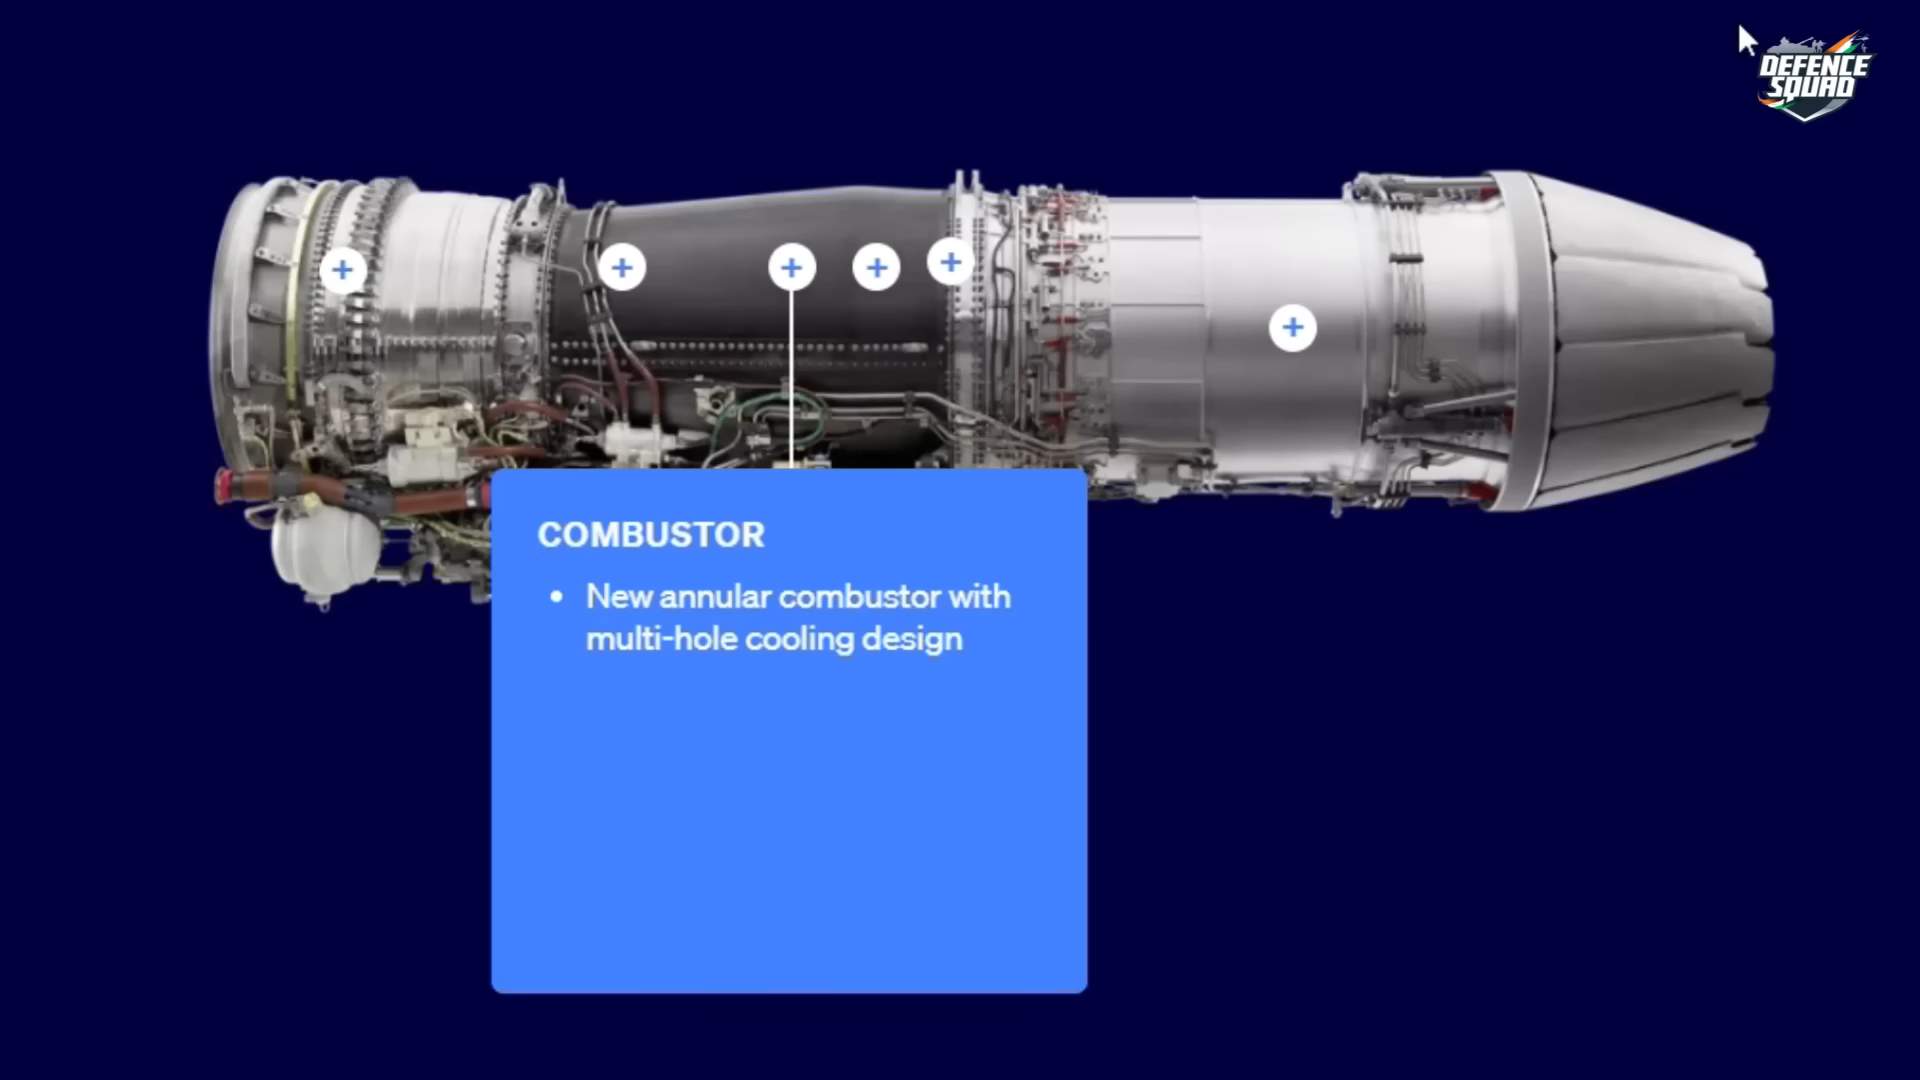 DEFENCE
SQUAD
COMBUSTOR
• New annular combustor with
multi-hole cooling design